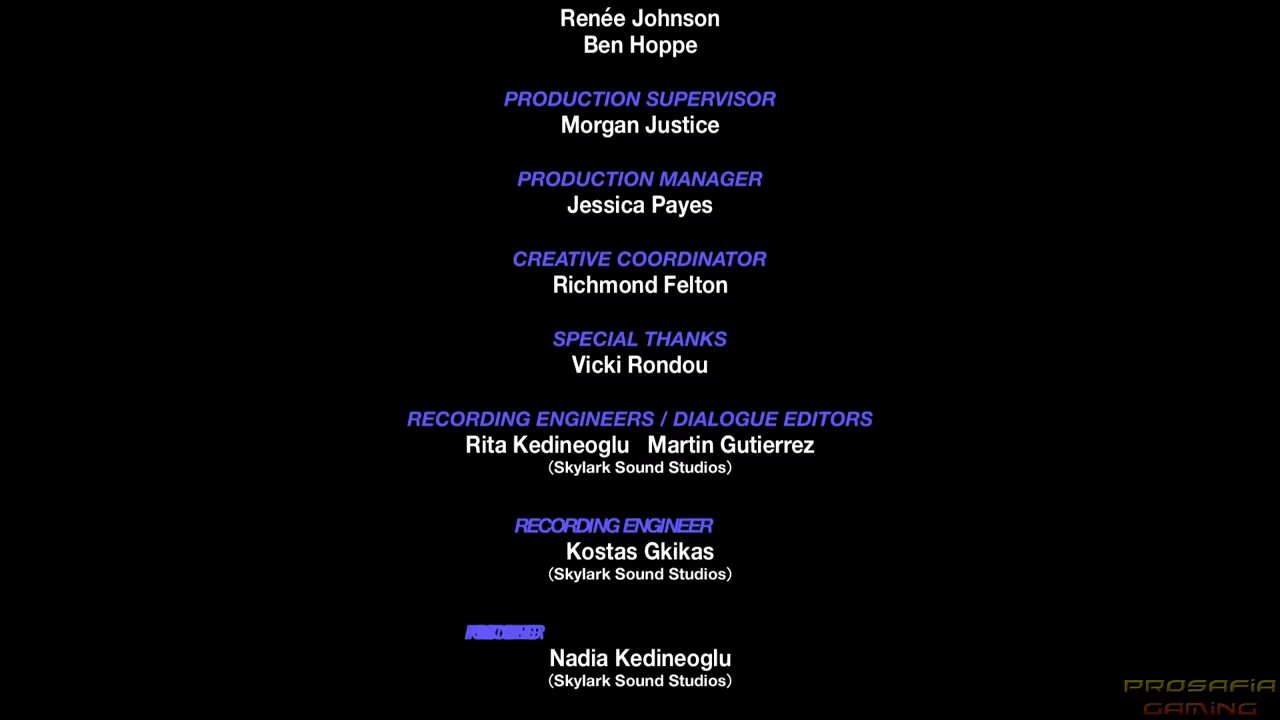 Renée Johnson
Ben Hoppe
PRODUCTION SUPERVISOR
Morgan Justice
PRODUCTION MANAGER
Jessica Payes
CREATIVE COORDINATOR
Richmond Felton
SPECIAL THANKS
Vicki Rondou
RECORDING ENGINEERS / DIALOGUE EDITORS
Rita Kedineoglu Martin Gutierrez
(Skylark Sound Studios)
RECORDING ENGINEER
Kostas Gkikas
(Skylark Sound Studios)
Nadia Kedineoglu
(Skylark Sound Studios)
PROSAFIA
GAMING